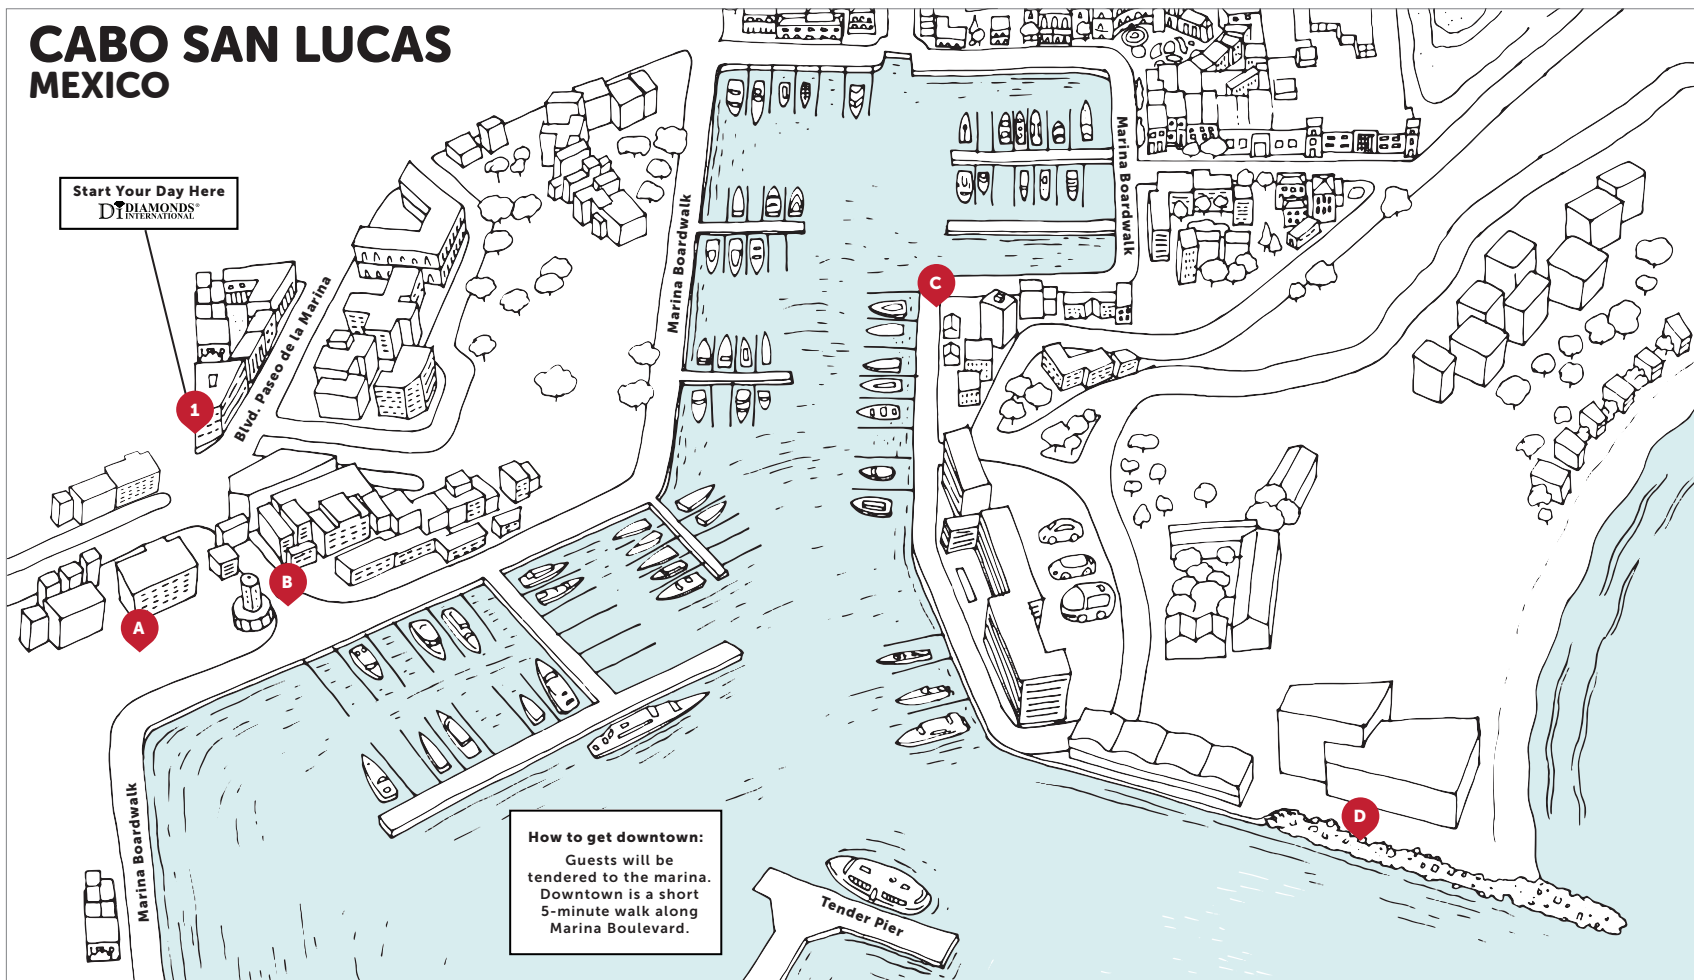 CABO SAN LUCAS
MEXICO
Start Your Day Here
DI DIAMONDS®
INTERNATIONAL
Blvd. Paseo de la Marina
Marina Boardwalk
Marina Boardwalk
C
1
B
A
D
Marina Boardwalk
How to get downtown:
Guests will be
tendered to the marina.
Downtown is a short
5-minute walk along
Marina Boulevard.
Tender Pier